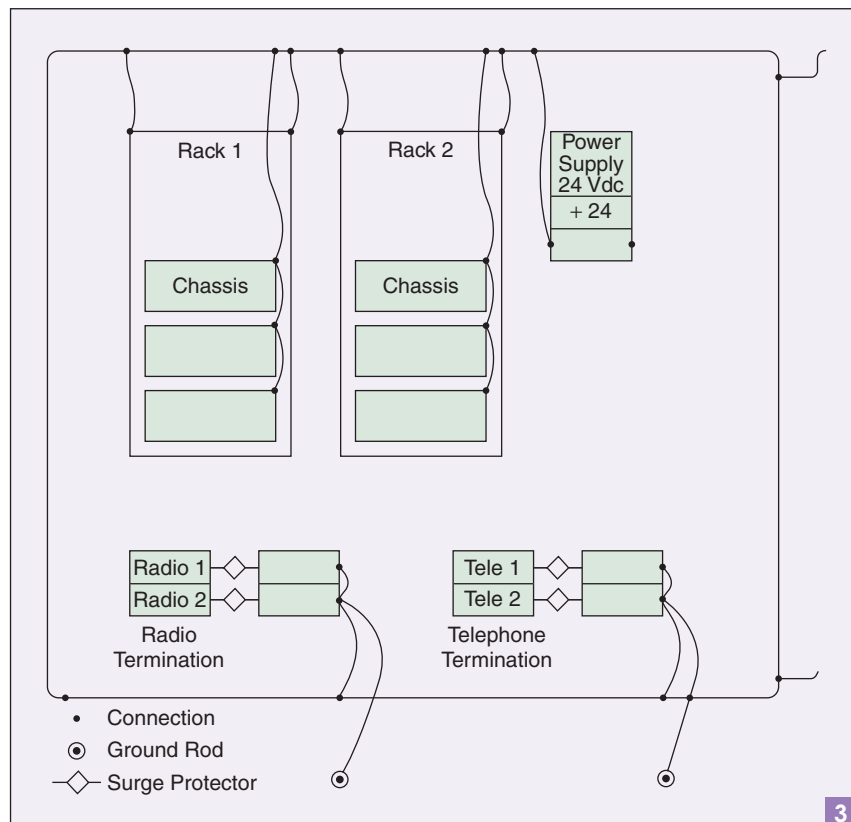 Rack 1
Rack 2
Power
Supply
24 Vdc
+ 24
Chassis
Chassis
Radio 1
Radio 2
Radio
Termination
Tele 1
Tele 2
Telephone
Termination
Connection
Ground Rod
Surge Protector
3